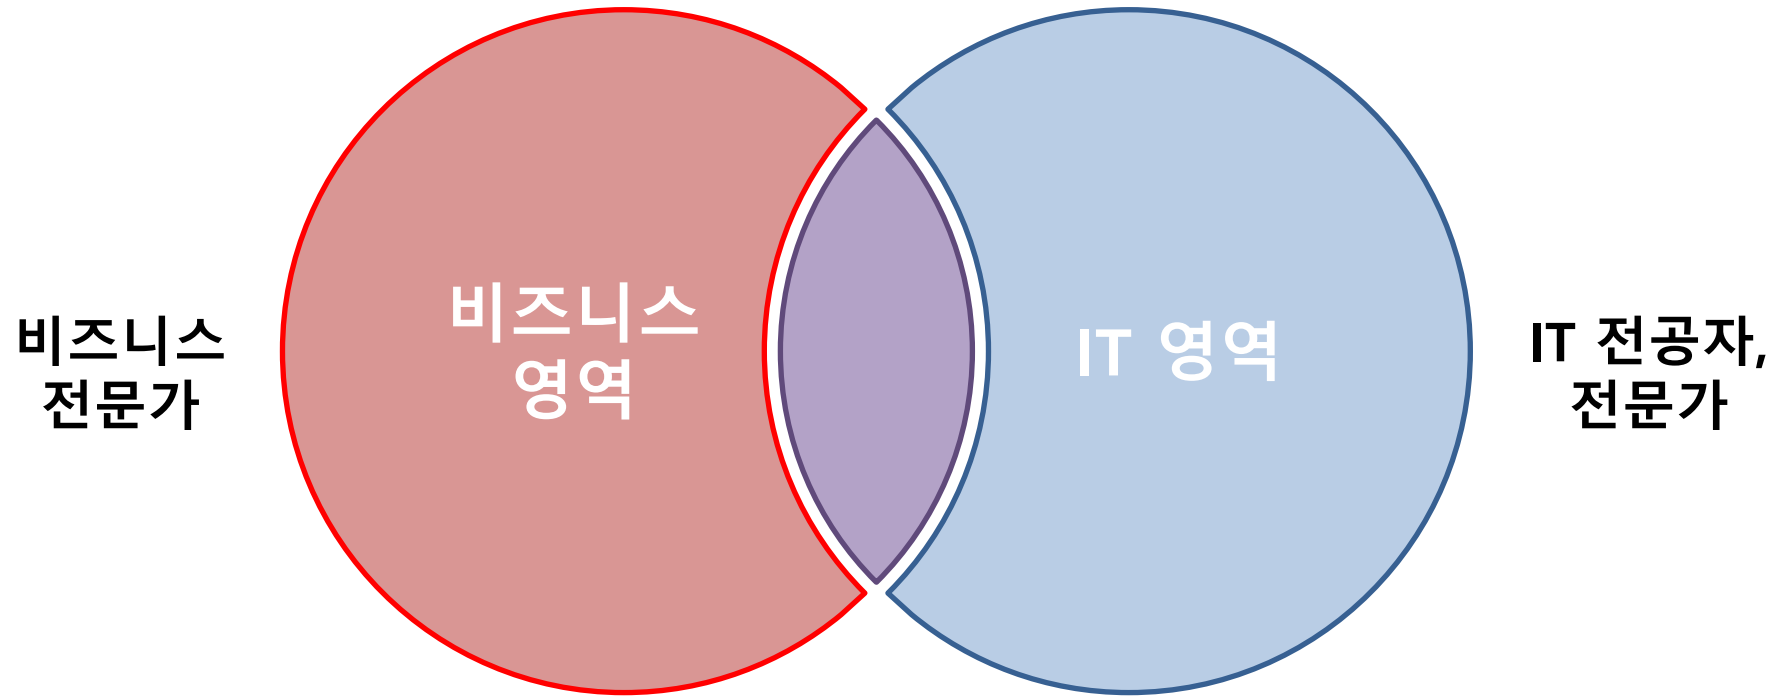 비즈니스
전문가
비즈니스
영역
IT 영역
IT 전공자,
전문가